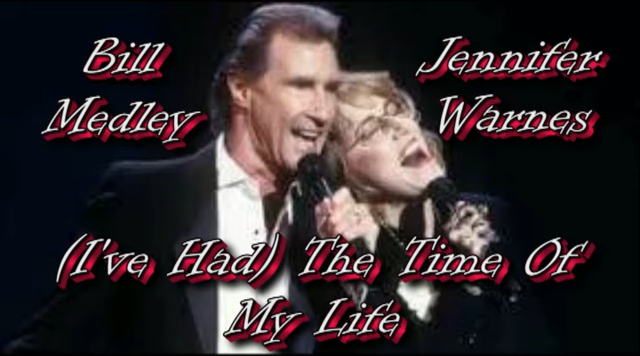 Bill
Medley
Jennifer
Warnes
(I've Had) The Time Of
My Life